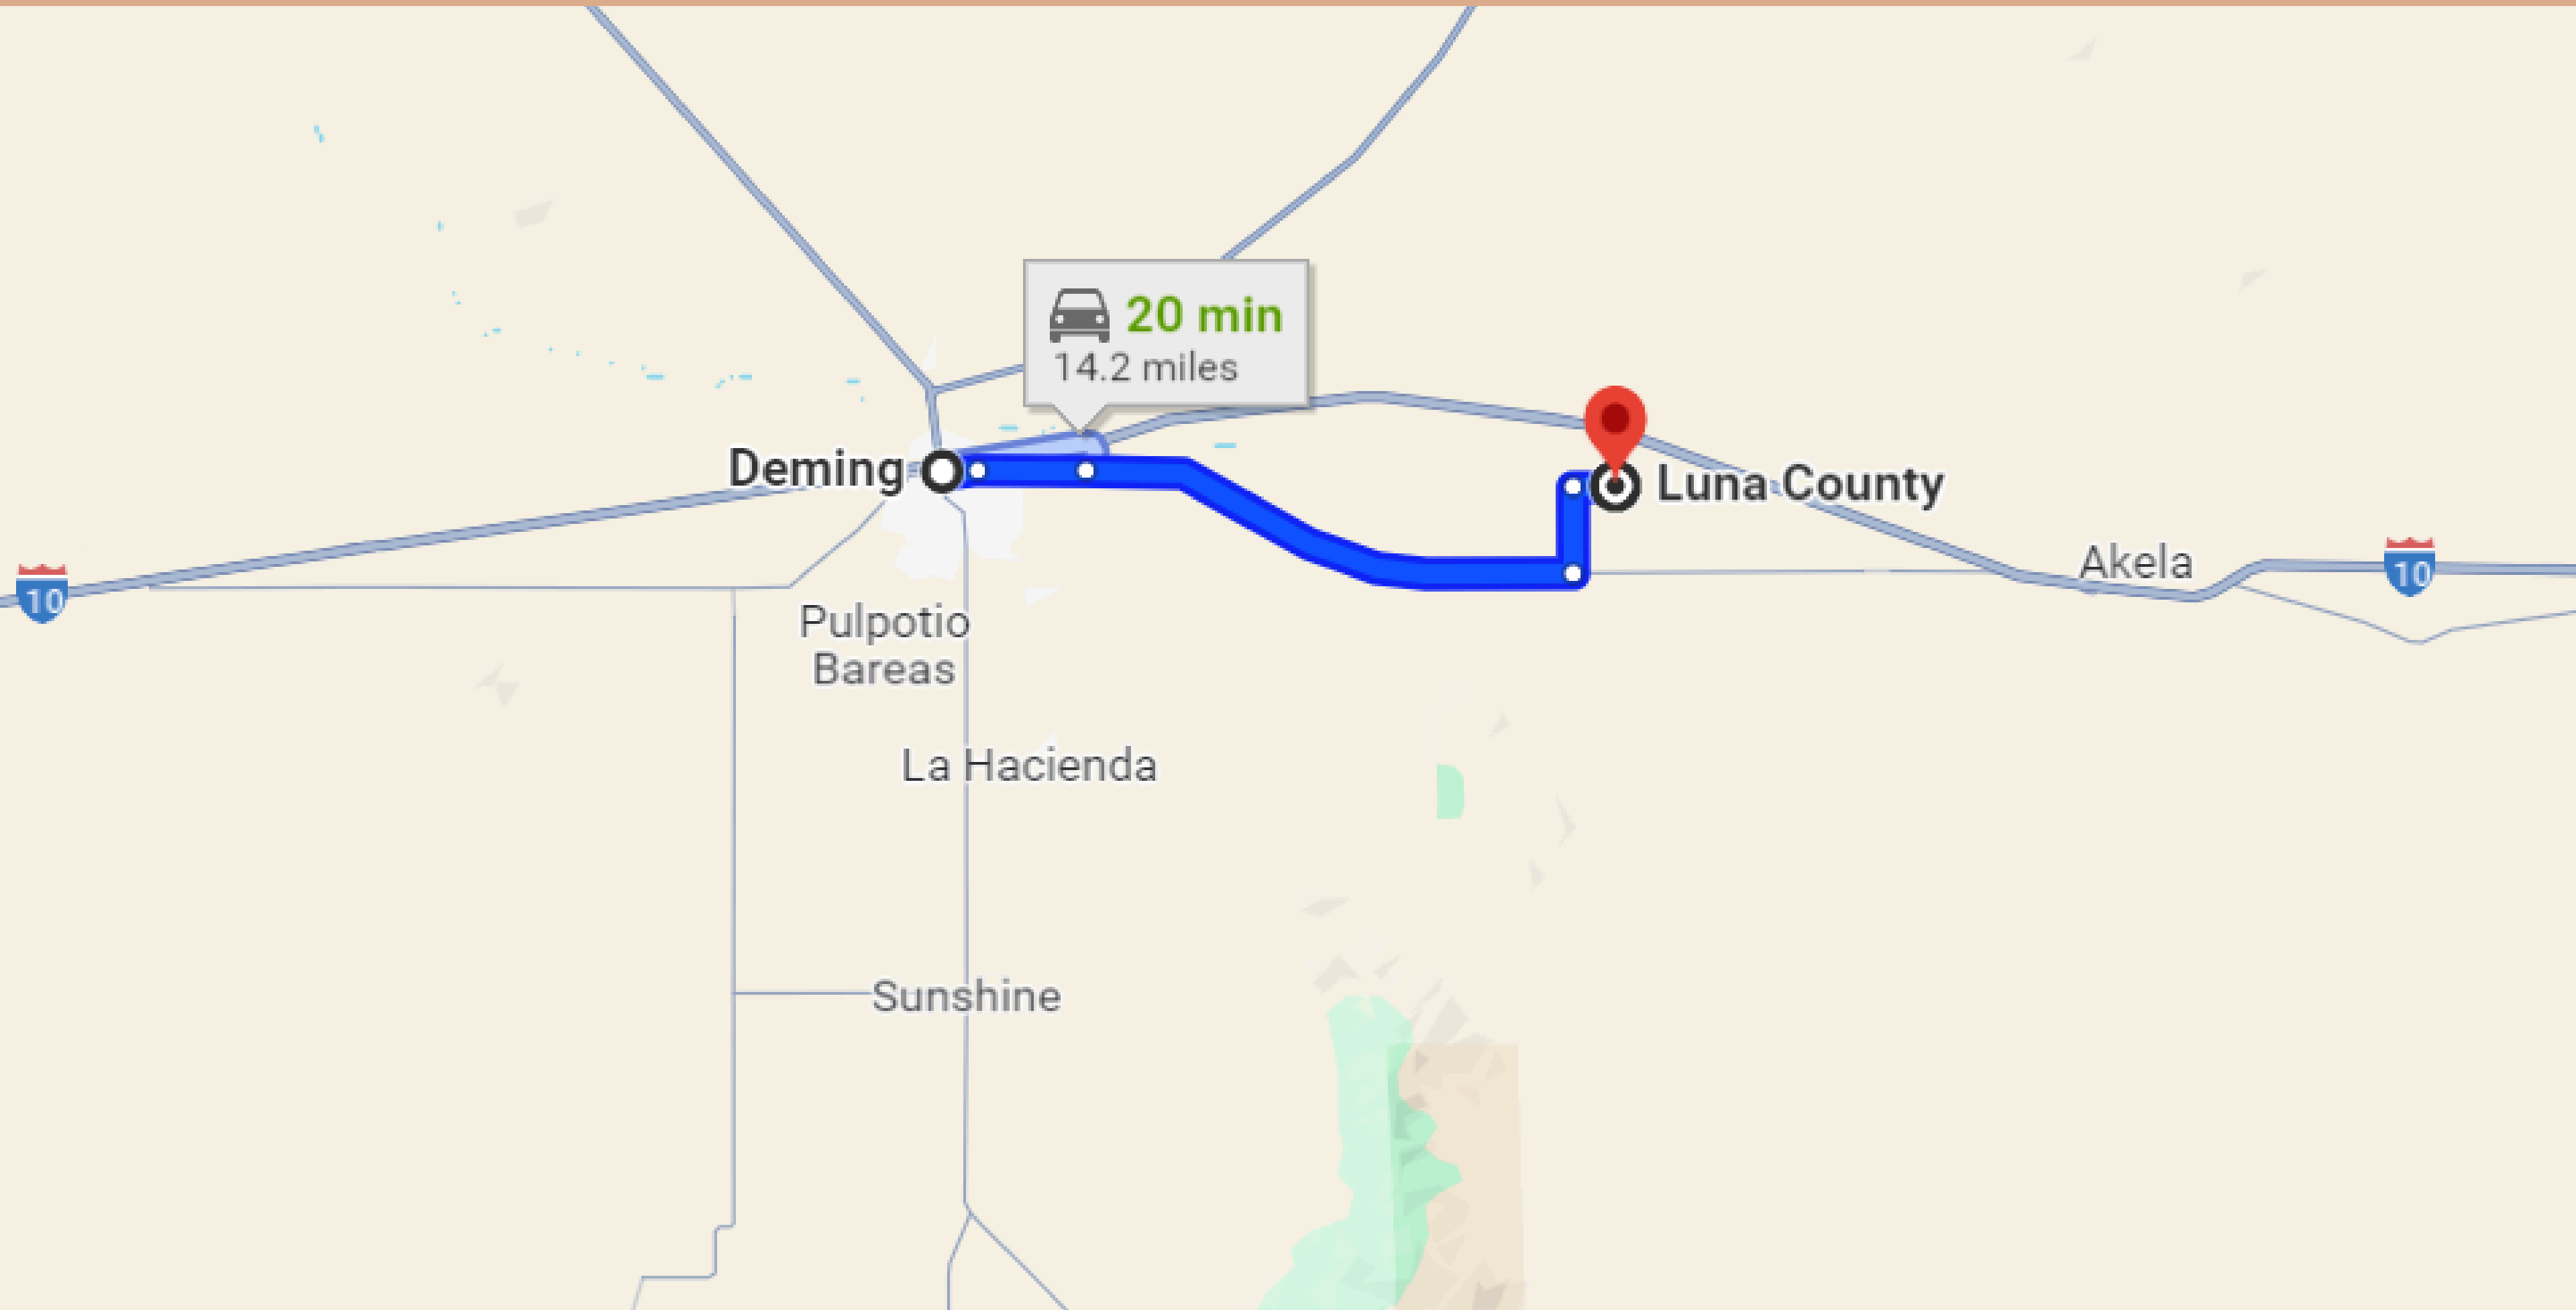 20 min
14.2 miles
Deming
Luna County
Akela
10
10
Pulpotio
Bareas
La Hacienda
Sunshine